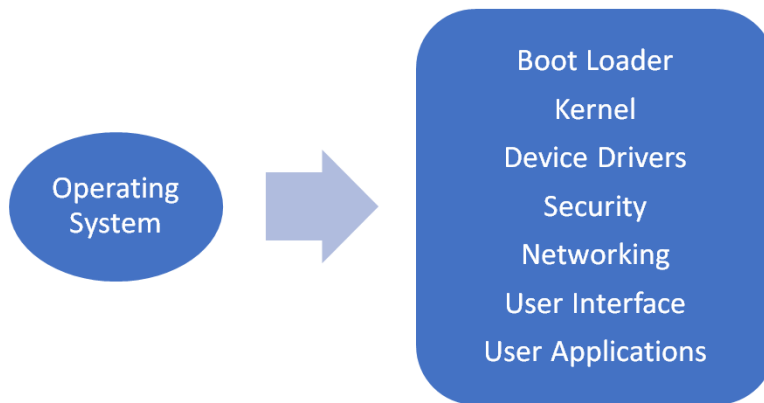 Operating
System
Boot Loader
Kernel
Device Drivers
Security
Networking
User Interface
User Applications